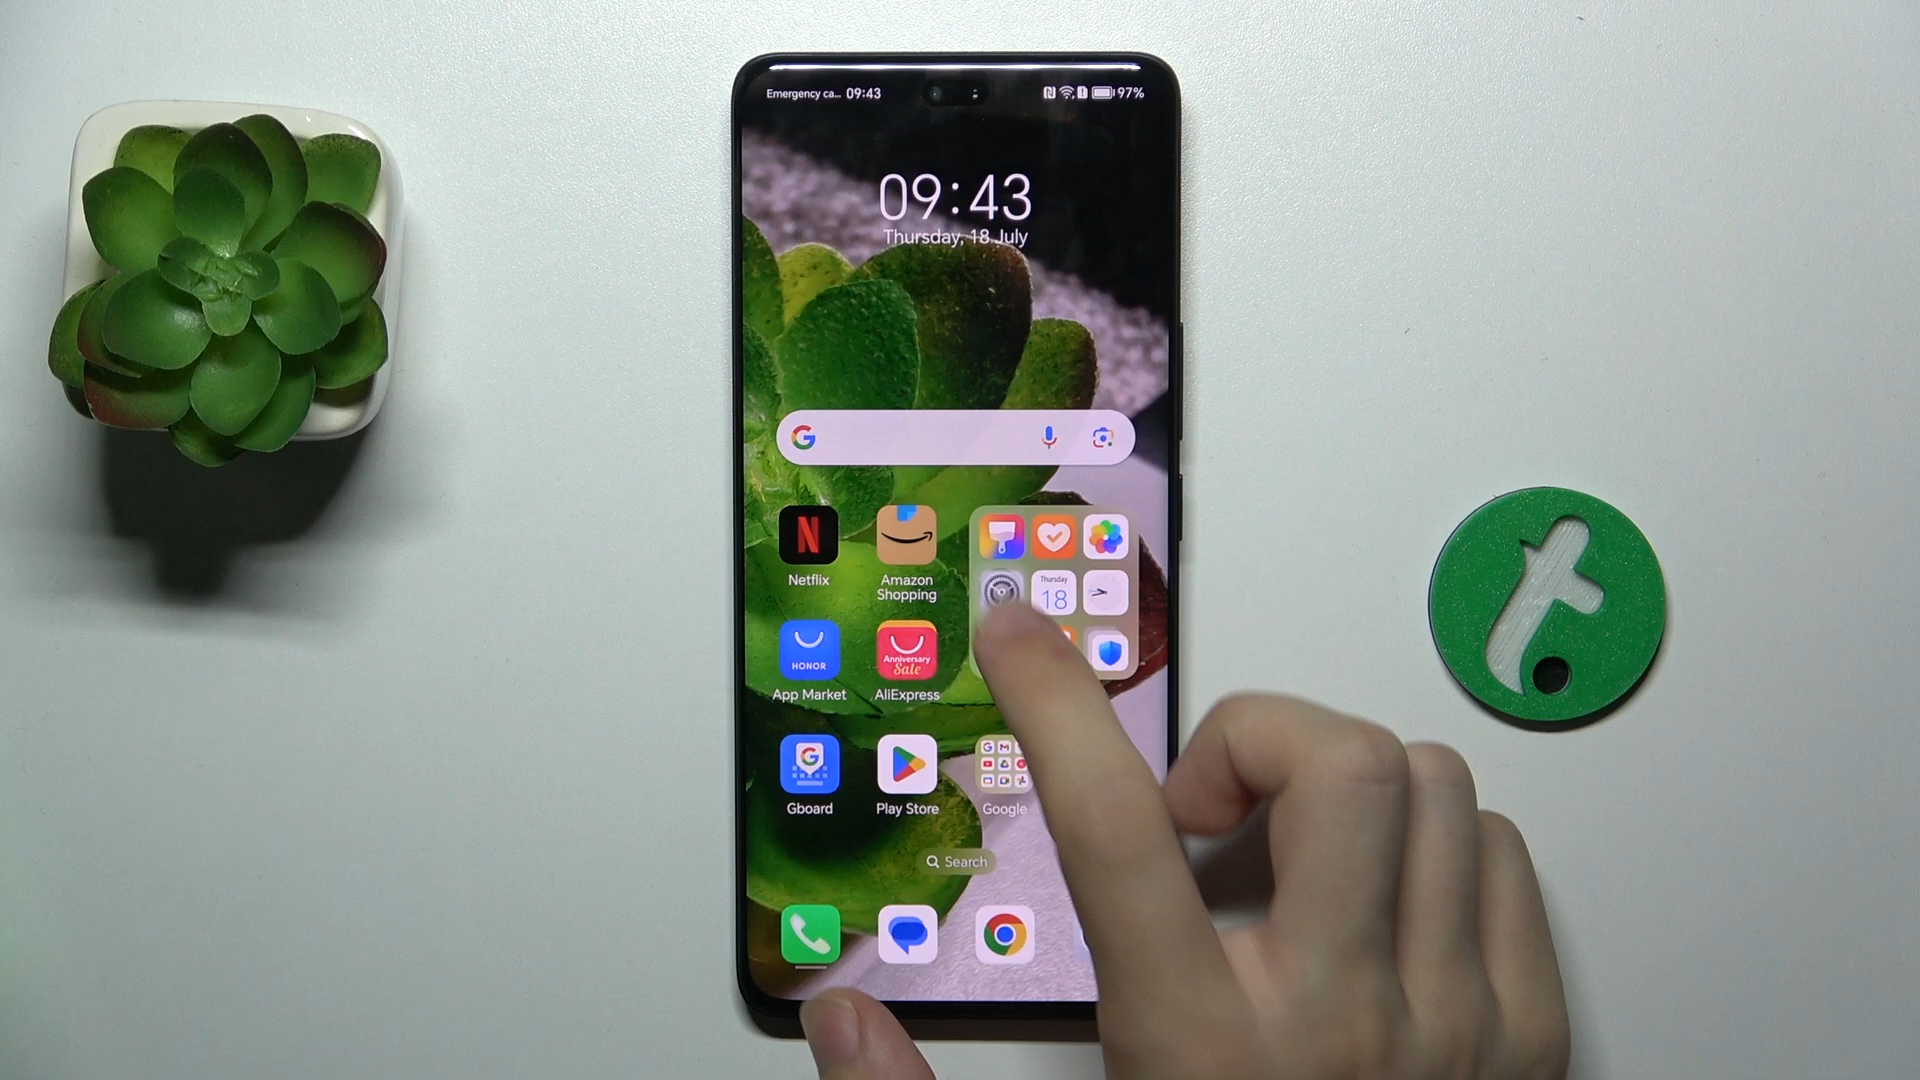 Emergency ca... 09:43
97%
09:43
Thursday, 18 July
Netflix
Amazon
Shopping
Thursday
18
HONOR
App Market
Anniversary
Sale
AliExpress
Gboard
Play Store
Google
Search